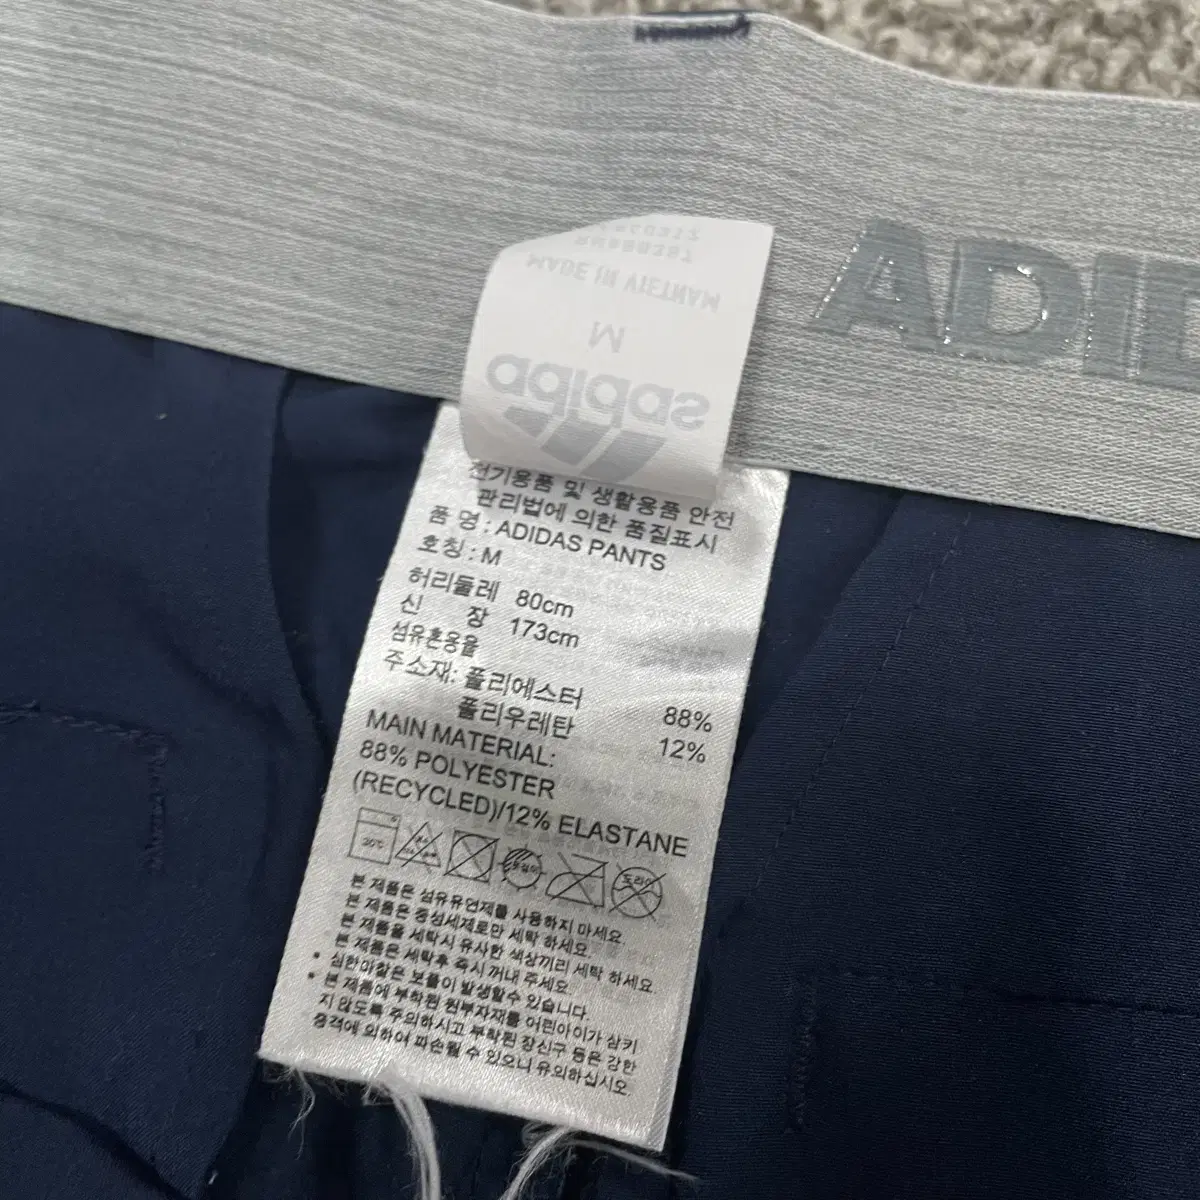 ADID
MADE IN VIETNAM
M
adidas
전기용품 및 생활용품 안전
관리법에 의한 품질표시
품 명 : ADIDAS PANTS
호칭 : M
허리둘레 80cm
신 장 173cm
섬유혼용율
주소재: 폴리에스터 88%
폴리우레탄 12%
MAIN MATERIAL:
88% POLYESTER
(RECYCLED)/12% ELASTANE
30℃
드라이
본 제품은 섬유유연제를 사용하지 마세요.
본 제품은 중성세제로만 세탁 하세요.
본 제품을 세탁시 유사한 색상끼리 세탁 하세요.
본 제품은 세탁후 즉시 꺼내 주세요.
* 심한마찰은 보풀이 발생할수 있습니다.
* 본 제품에 부착된 원부자재를 어린아이가 삼키
지 않도록 주의하시고 부착된 장신구 등은 강한
충격에 의하여 파손될 수 있으니 유의하십시오.